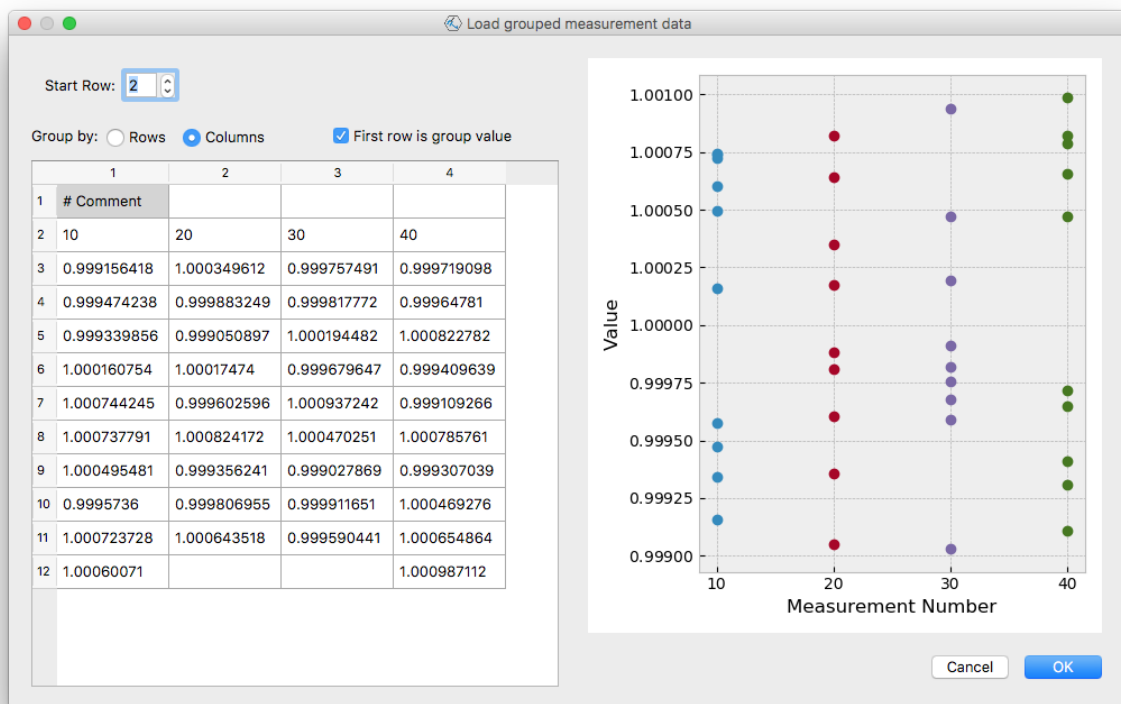 Load grouped measurement data
Start Row: 2
Group by: Rows Columns First row is group value
1 2 3 4
1 # Comment
2 10 20 30 40
3 0.999156418 1.000349612 0.999757491 0.999719098
4 0.999474238 0.999883249 0.999817772 0.99964781
5 0.999339856 0.999050897 1.000194482 1.000822782
6 1.000160754 1.00017474 0.999679647 0.999409639
7 1.000744245 0.999602596 1.000937242 0.999109266
8 1.000737791 1.000824172 1.000470251 1.000785761
9 1.000495481 0.999356241 0.999027869 0.999307039
10 0.9995736 0.999806955 0.999911651 1.000469276
11 1.000723728 1.000643518 0.999590441 1.000654864
12 1.00060071 1.000987112
Value
1.00100
1.00075
1.00050
1.00025
1.00000
0.99975
0.99950
0.99925
0.99900
10 20 30 40
Measurement Number
Cancel OK